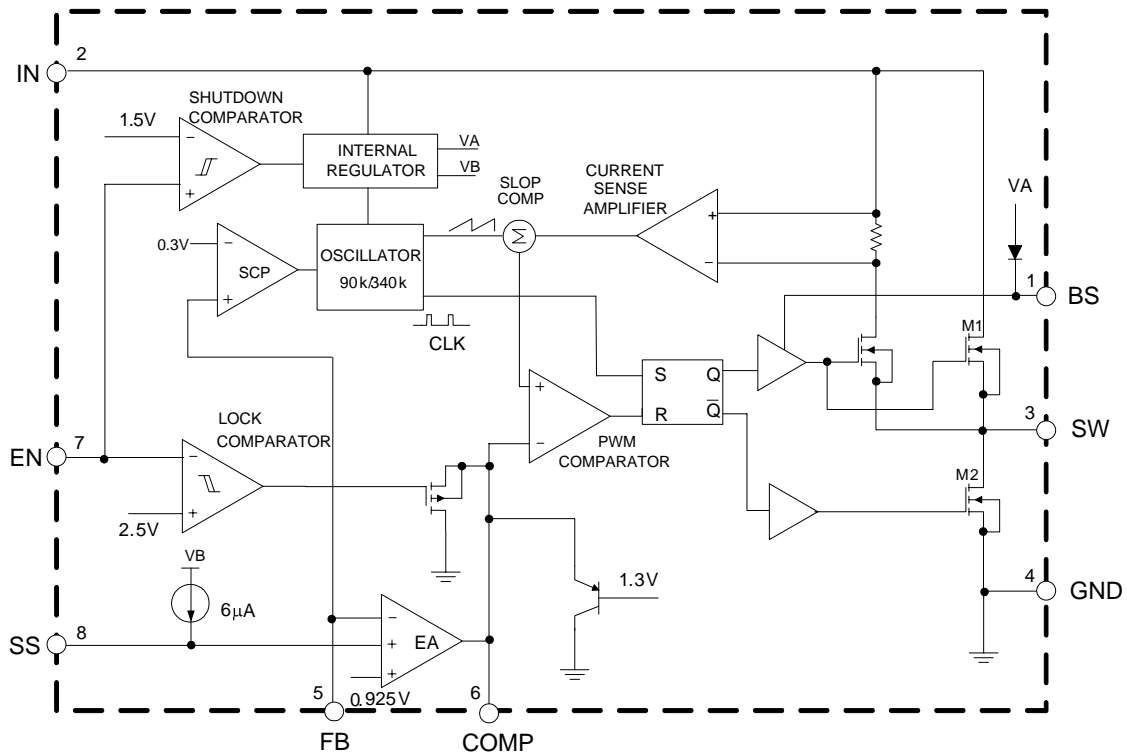 2
IN
SHUTDOWN
COMPARATOR
1.5V
−
+
INTERNAL
REGULATOR
VA
VB
SLOP
COMP
Σ
CURRENT
SENSE
AMPLIFIER
+
−
VA
0.3V
−
+
SCP
OSCILLATOR
90k/340k
CLK
1
BS
M1
S
Q
R
Q̅
+
−
PWM
COMPARATOR
3
SW
LOCK
COMPARATOR
7
EN
−
+
2.5V
M2
VB
6μA
1.3V
4
GND
8
SS
−
+
+
EA
0.925V
5
6
FB
COMP